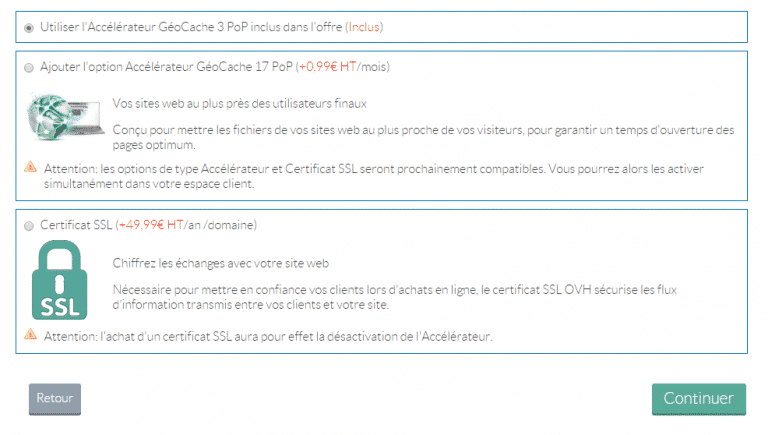 Utiliser l'Accélérateur GéoCache 3 PoP inclus dans l'offre (Inclus)
Ajouter l'option Accélérateur GéoCache 17 PoP (+0,99€ HT/mois)
Vos sites web au plus près des utilisateurs finaux
Conçu pour mettre les fichiers de vos sites web au plus proche de vos visiteurs, pour garantir un temps d'ouverture des
pages optimum.
Attention: les options de type Accélérateur et Certificat SSL seront prochainement compatibles. Vous pourrez alors les activer
simultanément dans votre espace client.
Certificat SSL (+49,99€ HT/an /domaine)
Chiffrez les échanges avec votre site web
Nécessaire pour mettre en confiance vos clients lors d'achats en ligne, le certificat SSL OVH sécurise les flux
d'information transmis entre vos clients et votre site.
SSL
Attention: l'achat d'un certificat SSL aura pour effet la désactivation de l'Accélérateur.
Retour
Continuer